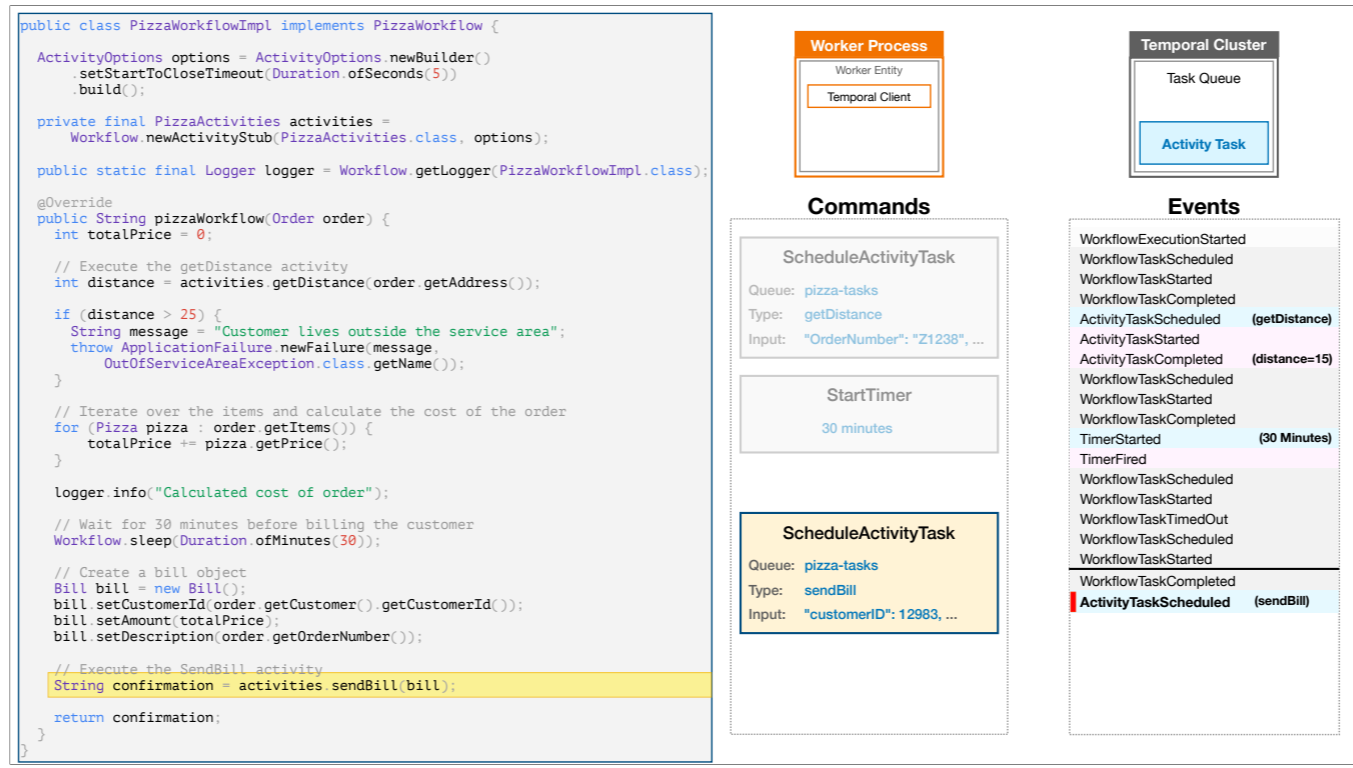 public class PizzaWorkflowImpl implements PizzaWorkflow {
ActivityOptions options = ActivityOptions.newBuilder()
.setStartToCloseTimeout(Duration.ofSeconds(5))
.build();
private final PizzaActivities activities =
Workflow.newActivityStub(PizzaActivities.class, options);
public static final Logger logger = Workflow.getLogger(PizzaWorkflowImpl.class);
@Override
public String pizzaWorkflow(Order order) {
int totalPrice = 0;
// Execute the getDistance activity
int distance = activities.getDistance(order.getAddress());
if (distance > 25) {
String message = "Customer lives outside the service area";
throw ApplicationFailure.newFailure(message,
OutOfServiceAreaException.class.getName());
}
// Iterate over the items and calculate the cost of the order
for (Pizza pizza : order.getItems()) {
totalPrice += pizza.getPrice();
}
logger.info("Calculated cost of order");
// Wait for 30 minutes before billing the customer
Workflow.sleep(Duration.ofMinutes(30));
// Create a bill object
Bill bill = new Bill();
bill.setCustomerId(order.getCustomer().getCustomerId());
bill.setAmount(totalPrice);
bill.setDescription(order.getOrderNumber());
// Execute the SendBill activity
String confirmation = activities.sendBill(bill);
return confirmation;
}
}
Worker Process
Worker Entity
Temporal Client
Temporal Cluster
Task Queue
Activity Task
Commands
ScheduleActivityTask
Queue: pizza-tasks
Type: getDistance
Input: "OrderNumber": "Z1238", ...
StartTimer
30 minutes
ScheduleActivityTask
Queue: pizza-tasks
Type: sendBill
Input: "customerID": 12983, ...
Events
WorkflowExecutionStarted
WorkflowTaskScheduled
WorkflowTaskStarted
WorkflowTaskCompleted
ActivityTaskScheduled (getDistance)
ActivityTaskStarted
ActivityTaskCompleted (distance=15)
WorkflowTaskScheduled
WorkflowTaskStarted
WorkflowTaskCompleted
TimerStarted (30 Minutes)
TimerFired
WorkflowTaskScheduled
WorkflowTaskStarted
WorkflowTaskTimedOut
WorkflowTaskScheduled
WorkflowTaskStarted
WorkflowTaskCompleted
ActivityTaskScheduled (sendBill)